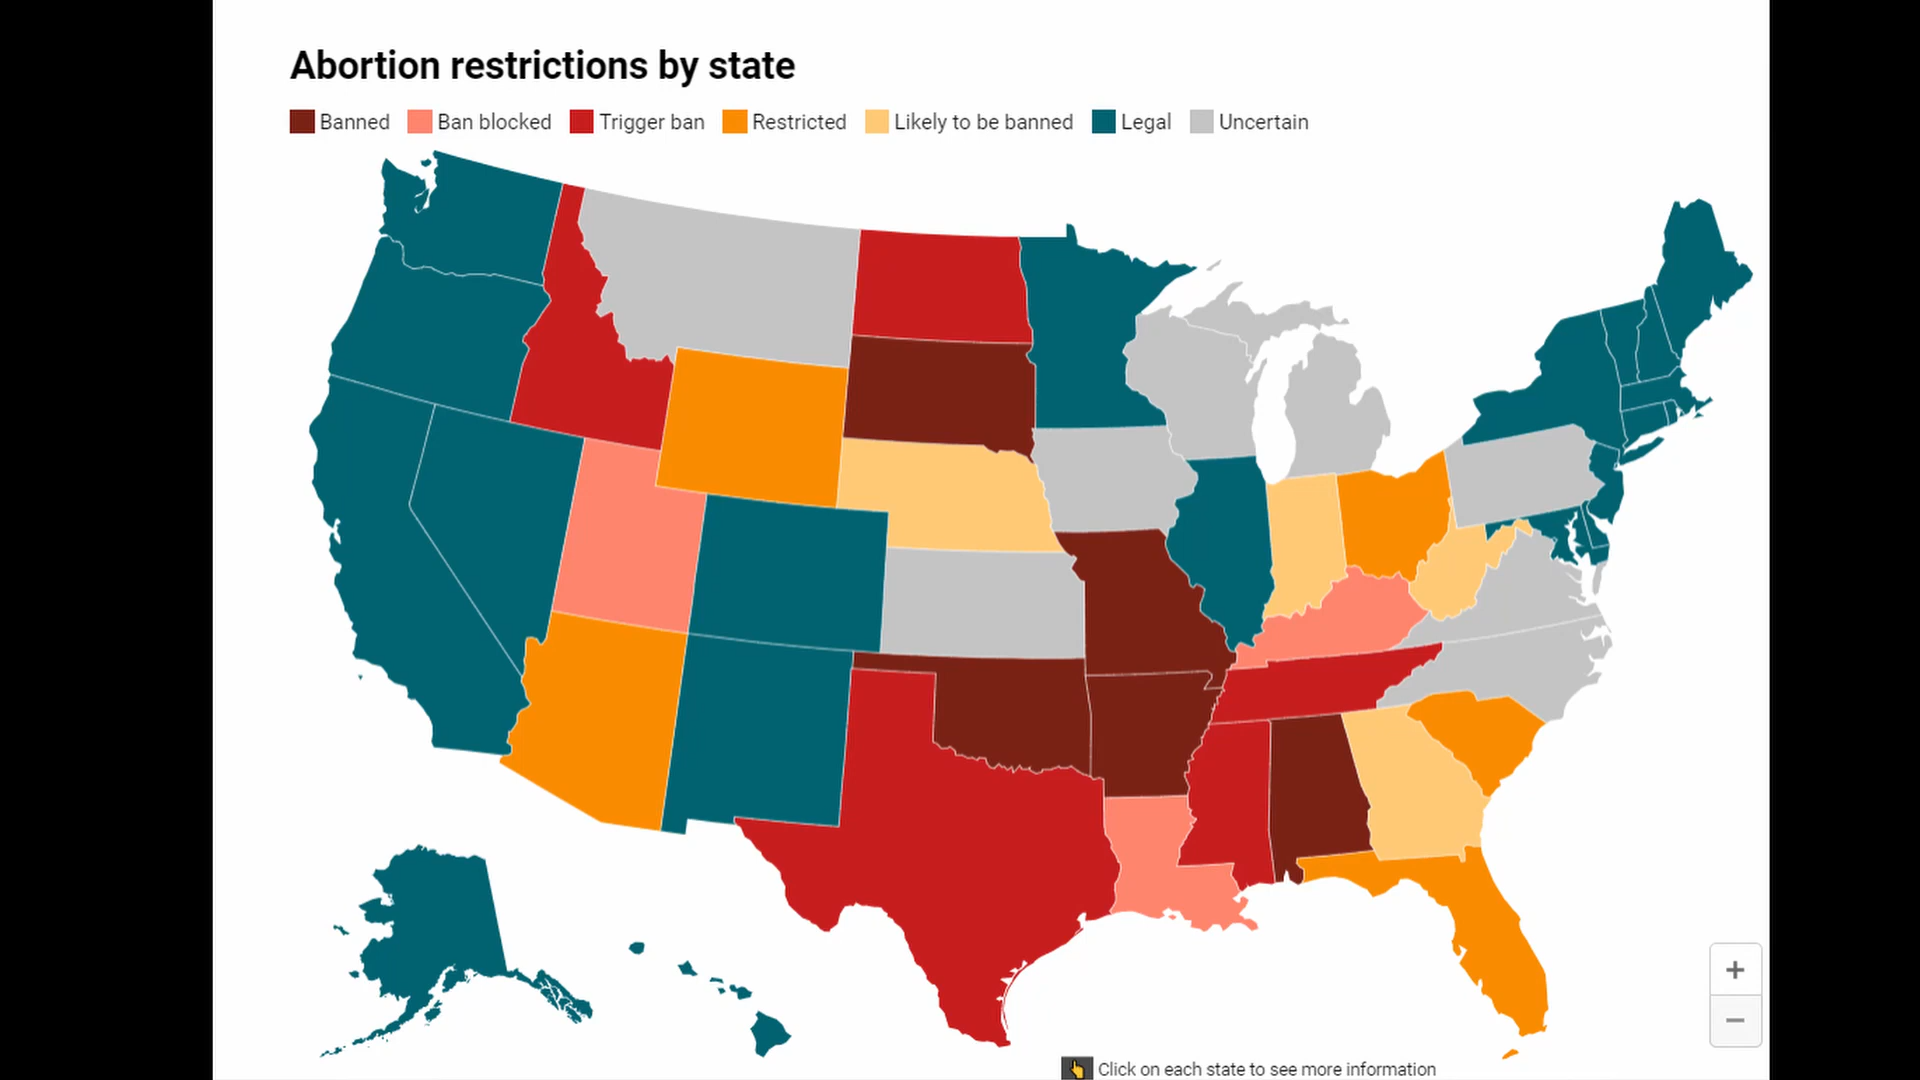 Abortion restrictions by state
Banned Ban blocked Trigger ban Restricted Likely to be banned Legal Uncertain
+
−
Click on each state to see more information